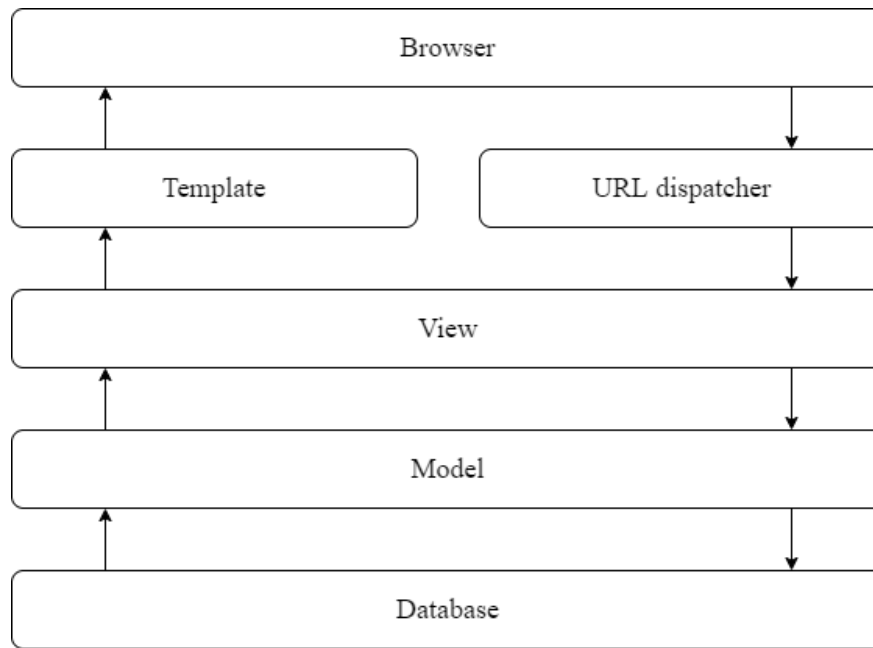 Browser
Template
URL dispatcher
View
Model
Database